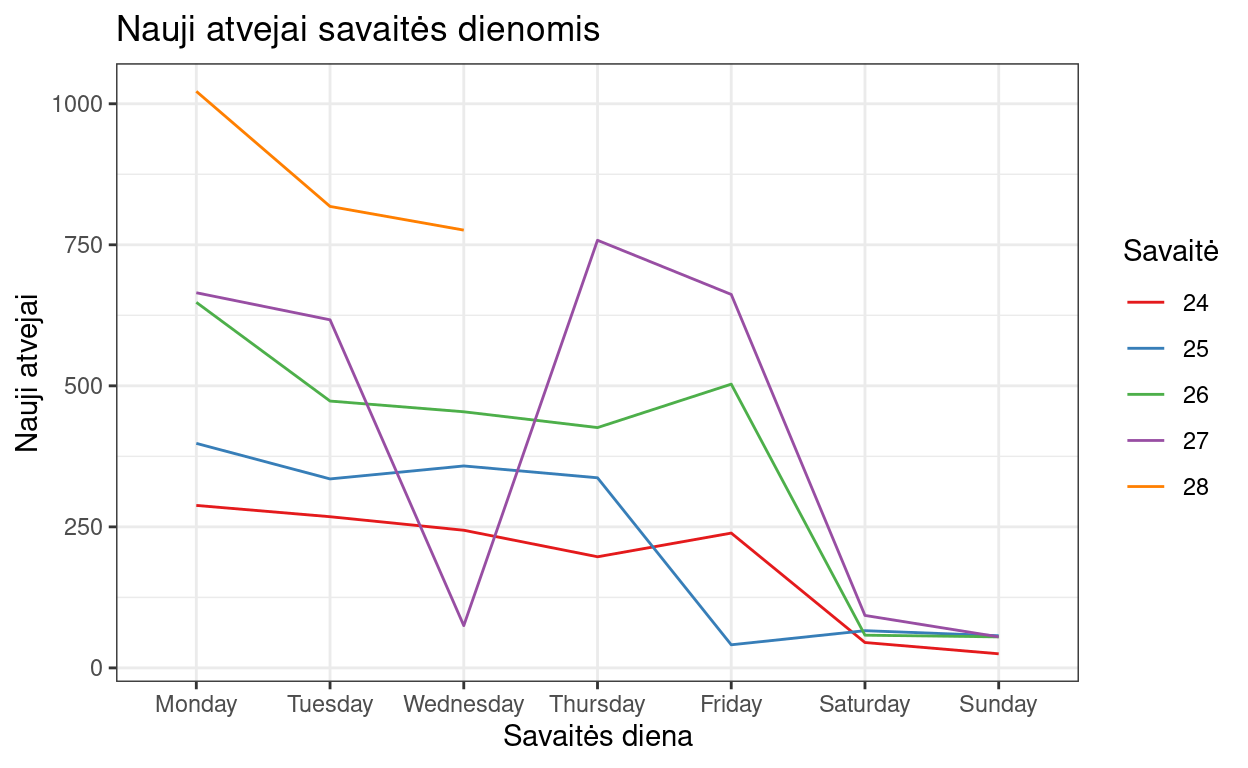 Nauji atvejai savaitės dienomis
1000
750
500
250
0
Nauji atvejai
Monday Tuesday Wednesday Thursday Friday Saturday Sunday
Savaitės diena
Savaitė
24
25
26
27
28